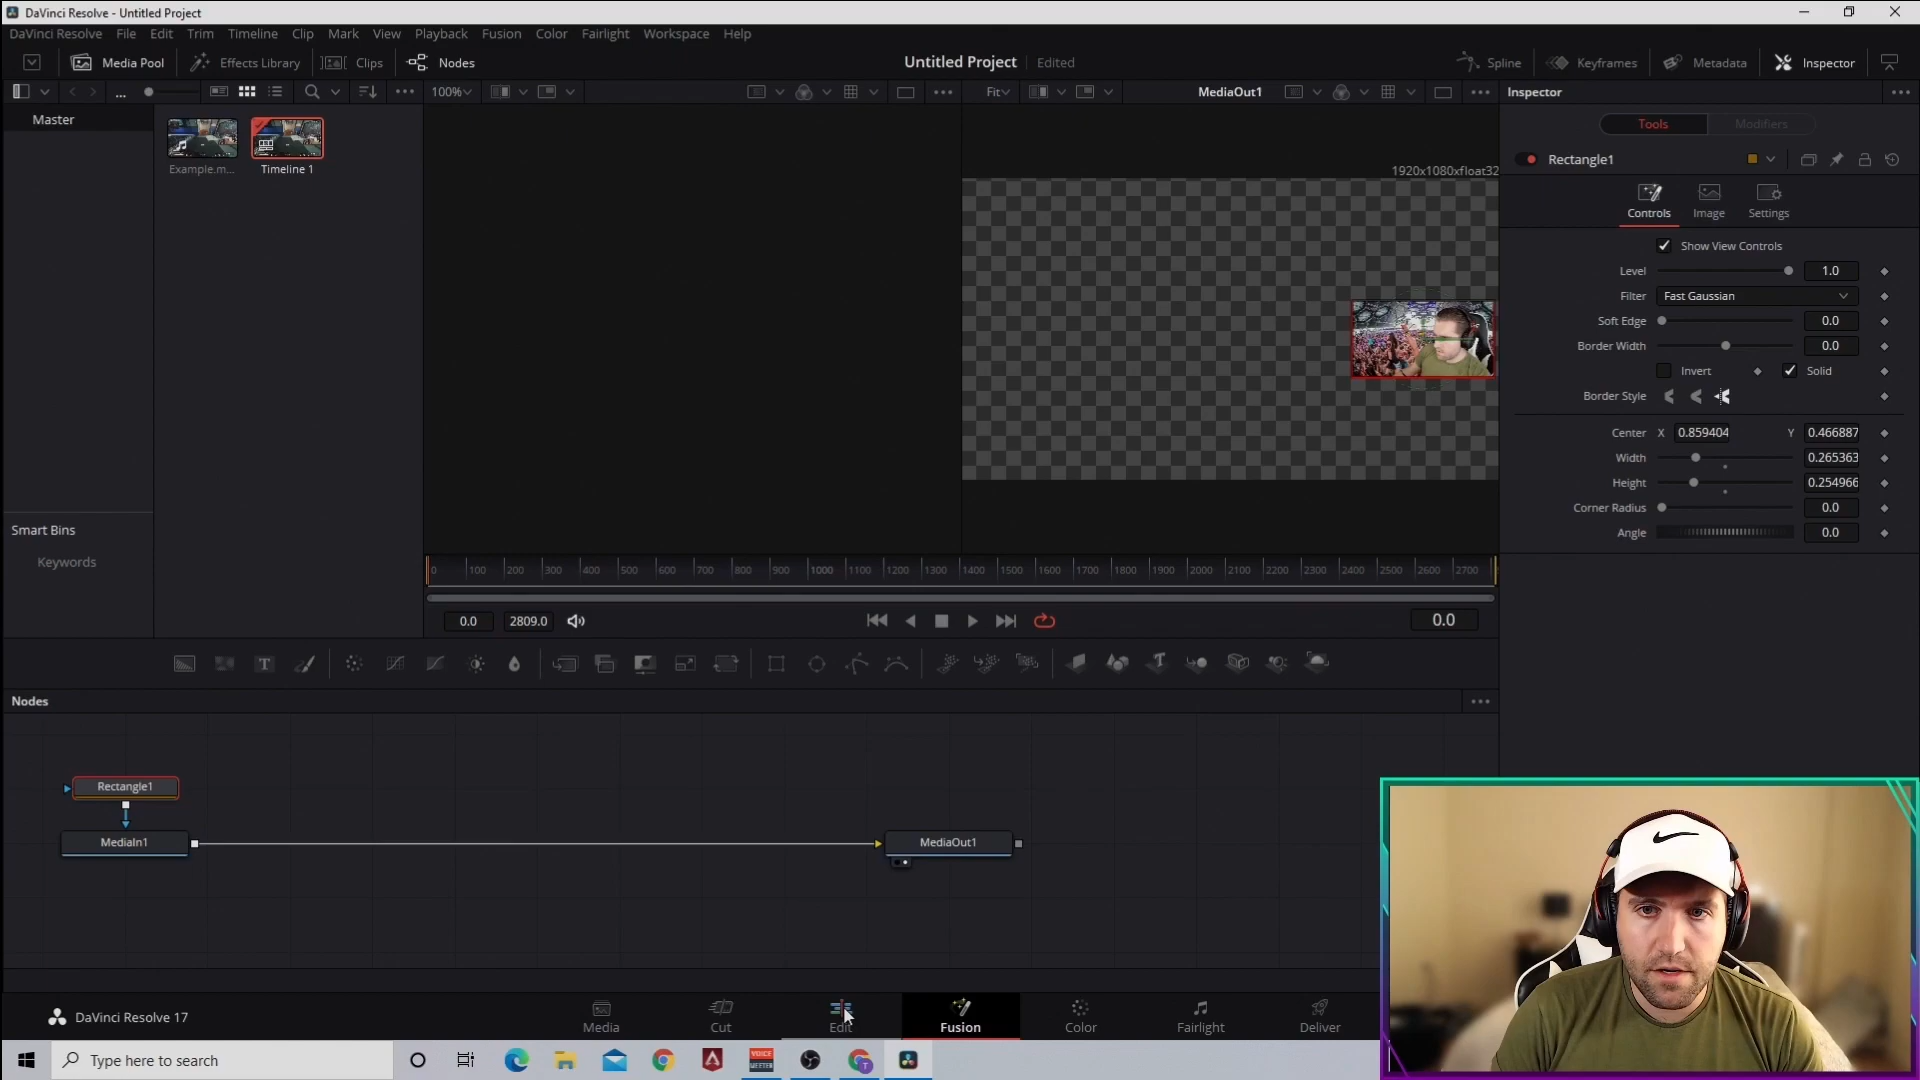 DaVinci Resolve - Untitled Project
DaVinci Resolve File Edit Trim Timeline Clip Mark View Playback Fusion Color Fairlight Workspace Help
Media Pool Effects Library Clips Nodes Untitled Project Edited Spline Keyframes Metadata Inspector
... 100% Fit MediaOut1 Inspector
Master
Tools Modifiers
Example.m... Timeline 1
1920x1080xfloat32
Rectangle1
Controls Image Settings
Show View Controls
Level 1.0
Filter Fast Gaussian
Soft Edge 0.0
Border Width 0.0
Invert Solid
Border Style
Center X 0.859404 Y 0.466887
Width 0.265363
Height 0.254966
Corner Radius 0.0
Angle 0.0
Smart Bins
Keywords
0 100 200 300 400 500 600 700 800 900 1000 1100 1200 1300 1400 1500 1600 1700 1800 1900 2000 2100 2200 2300 2400 2500 2600 2700
0.0 2809.0 0.0
Nodes
Rectangle1
MediaIn1 MediaOut1
DaVinci Resolve 17
Media Cut Edit Fusion Color Fairlight Deliver
Type here to search
VOICE MEETER